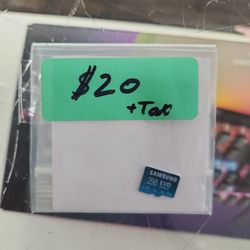 $20
+Tax
SAMSUNG
256 EVO